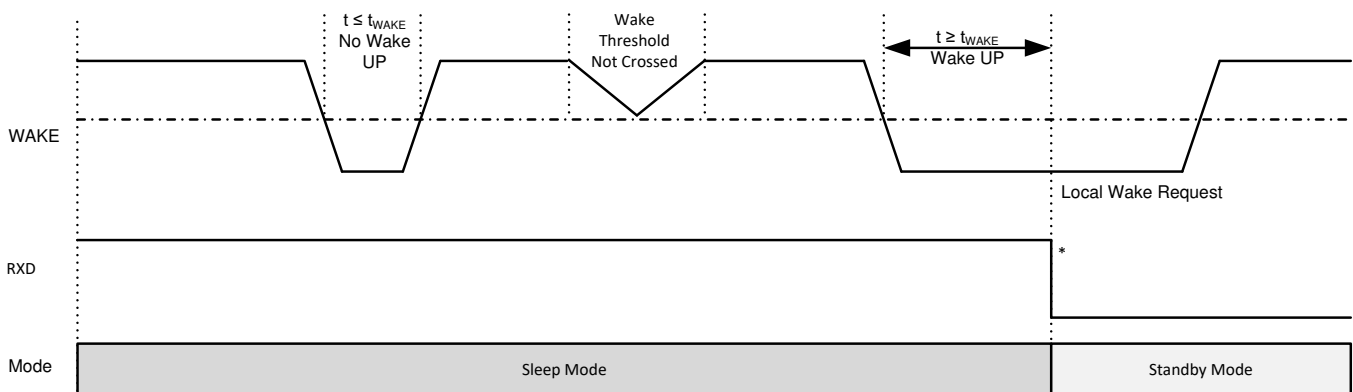 t ≤ tWAKE
No Wake
UP
Wake
Threshold
Not Crossed
t ≥ tWAKE
Wake UP
WAKE
Local Wake Request
RXD
*
Mode
Sleep Mode
Standby Mode